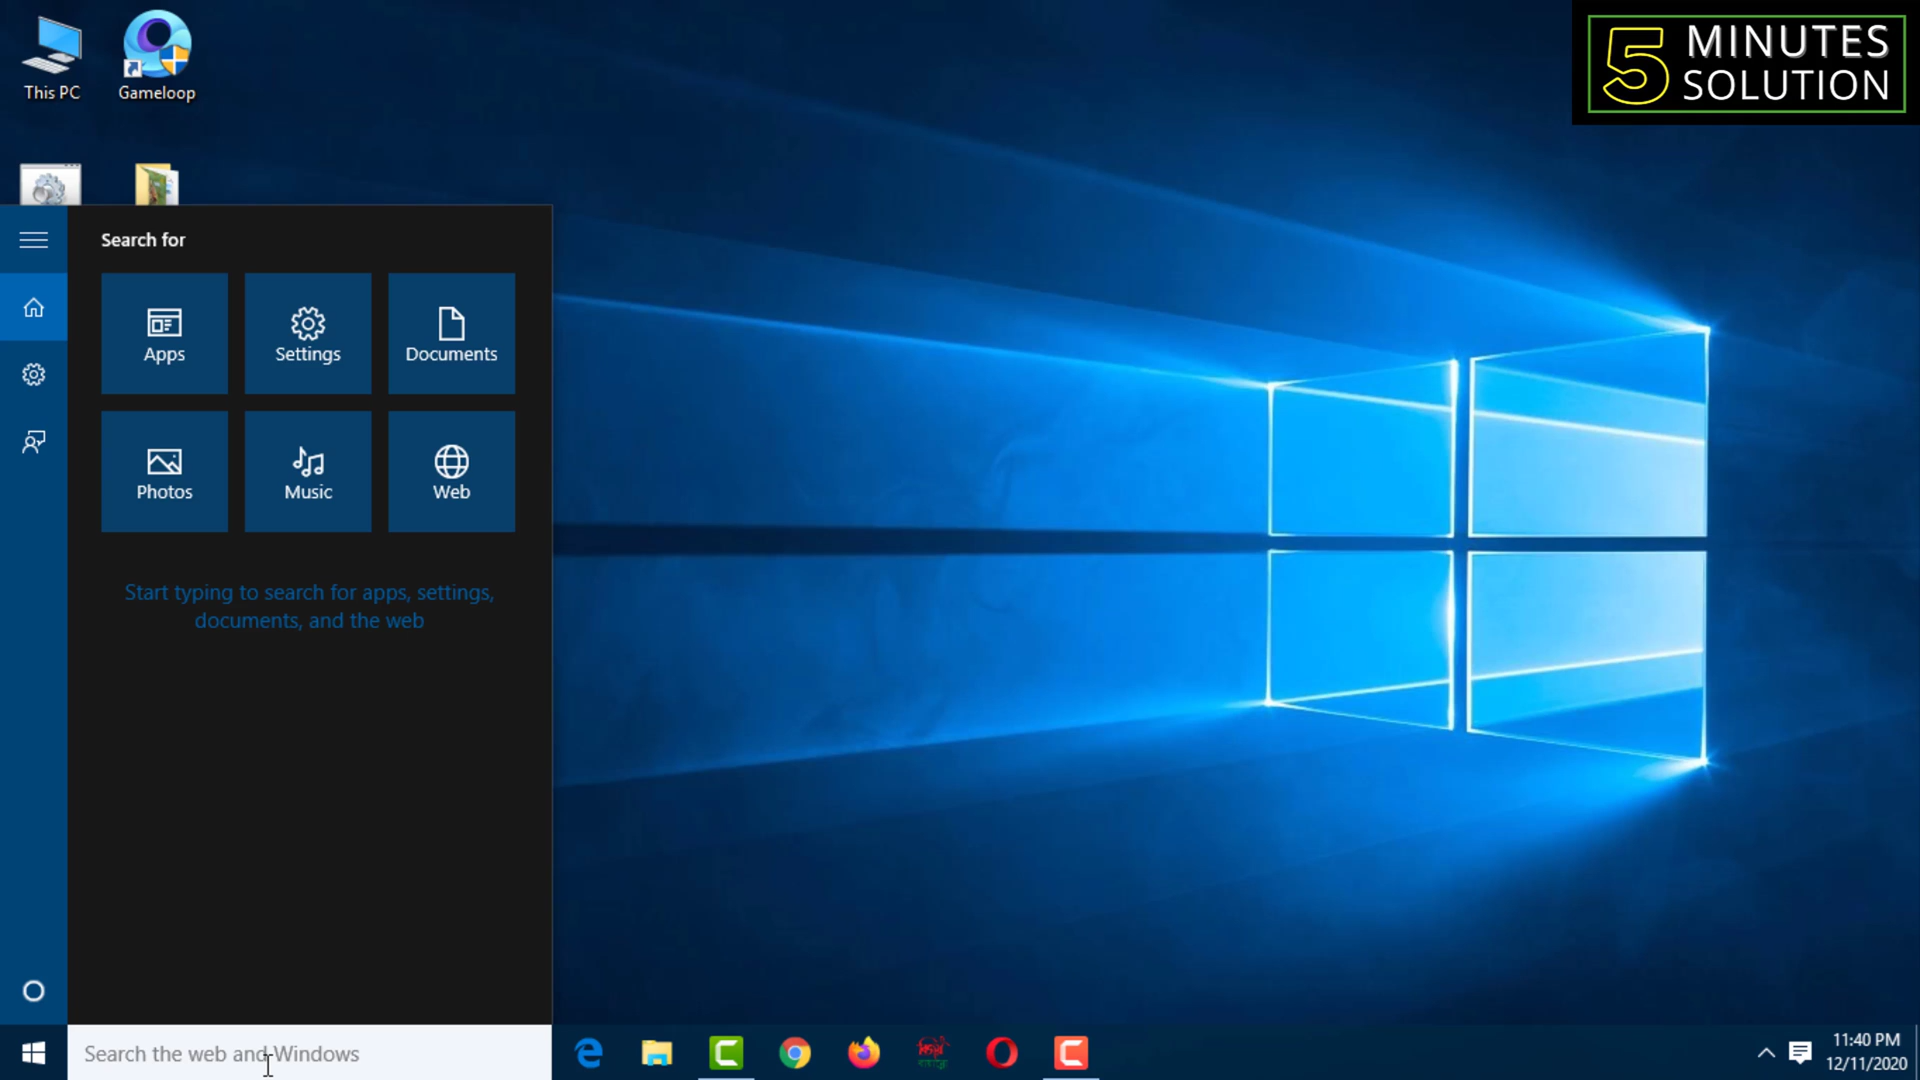 This PC
Gameloop
5 MINUTES
SOLUTION
Search for
Apps
Settings
Documents
Photos
Music
Web
Start typing to search for apps, settings,
documents, and the web
Search the web and Windows
11:40 PM
12/11/2020